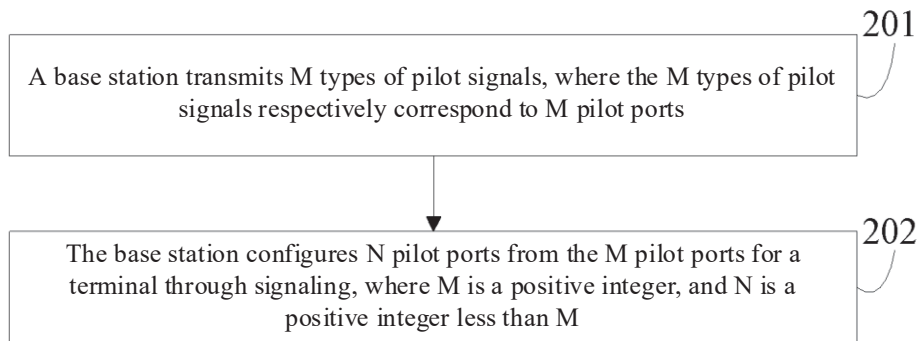 201
A base station transmits M types of pilot signals, where the M types of pilot
signals respectively correspond to M pilot ports
202
The base station configures N pilot ports from the M pilot ports for a
terminal through signaling, where M is a positive integer, and N is a
positive integer less than M